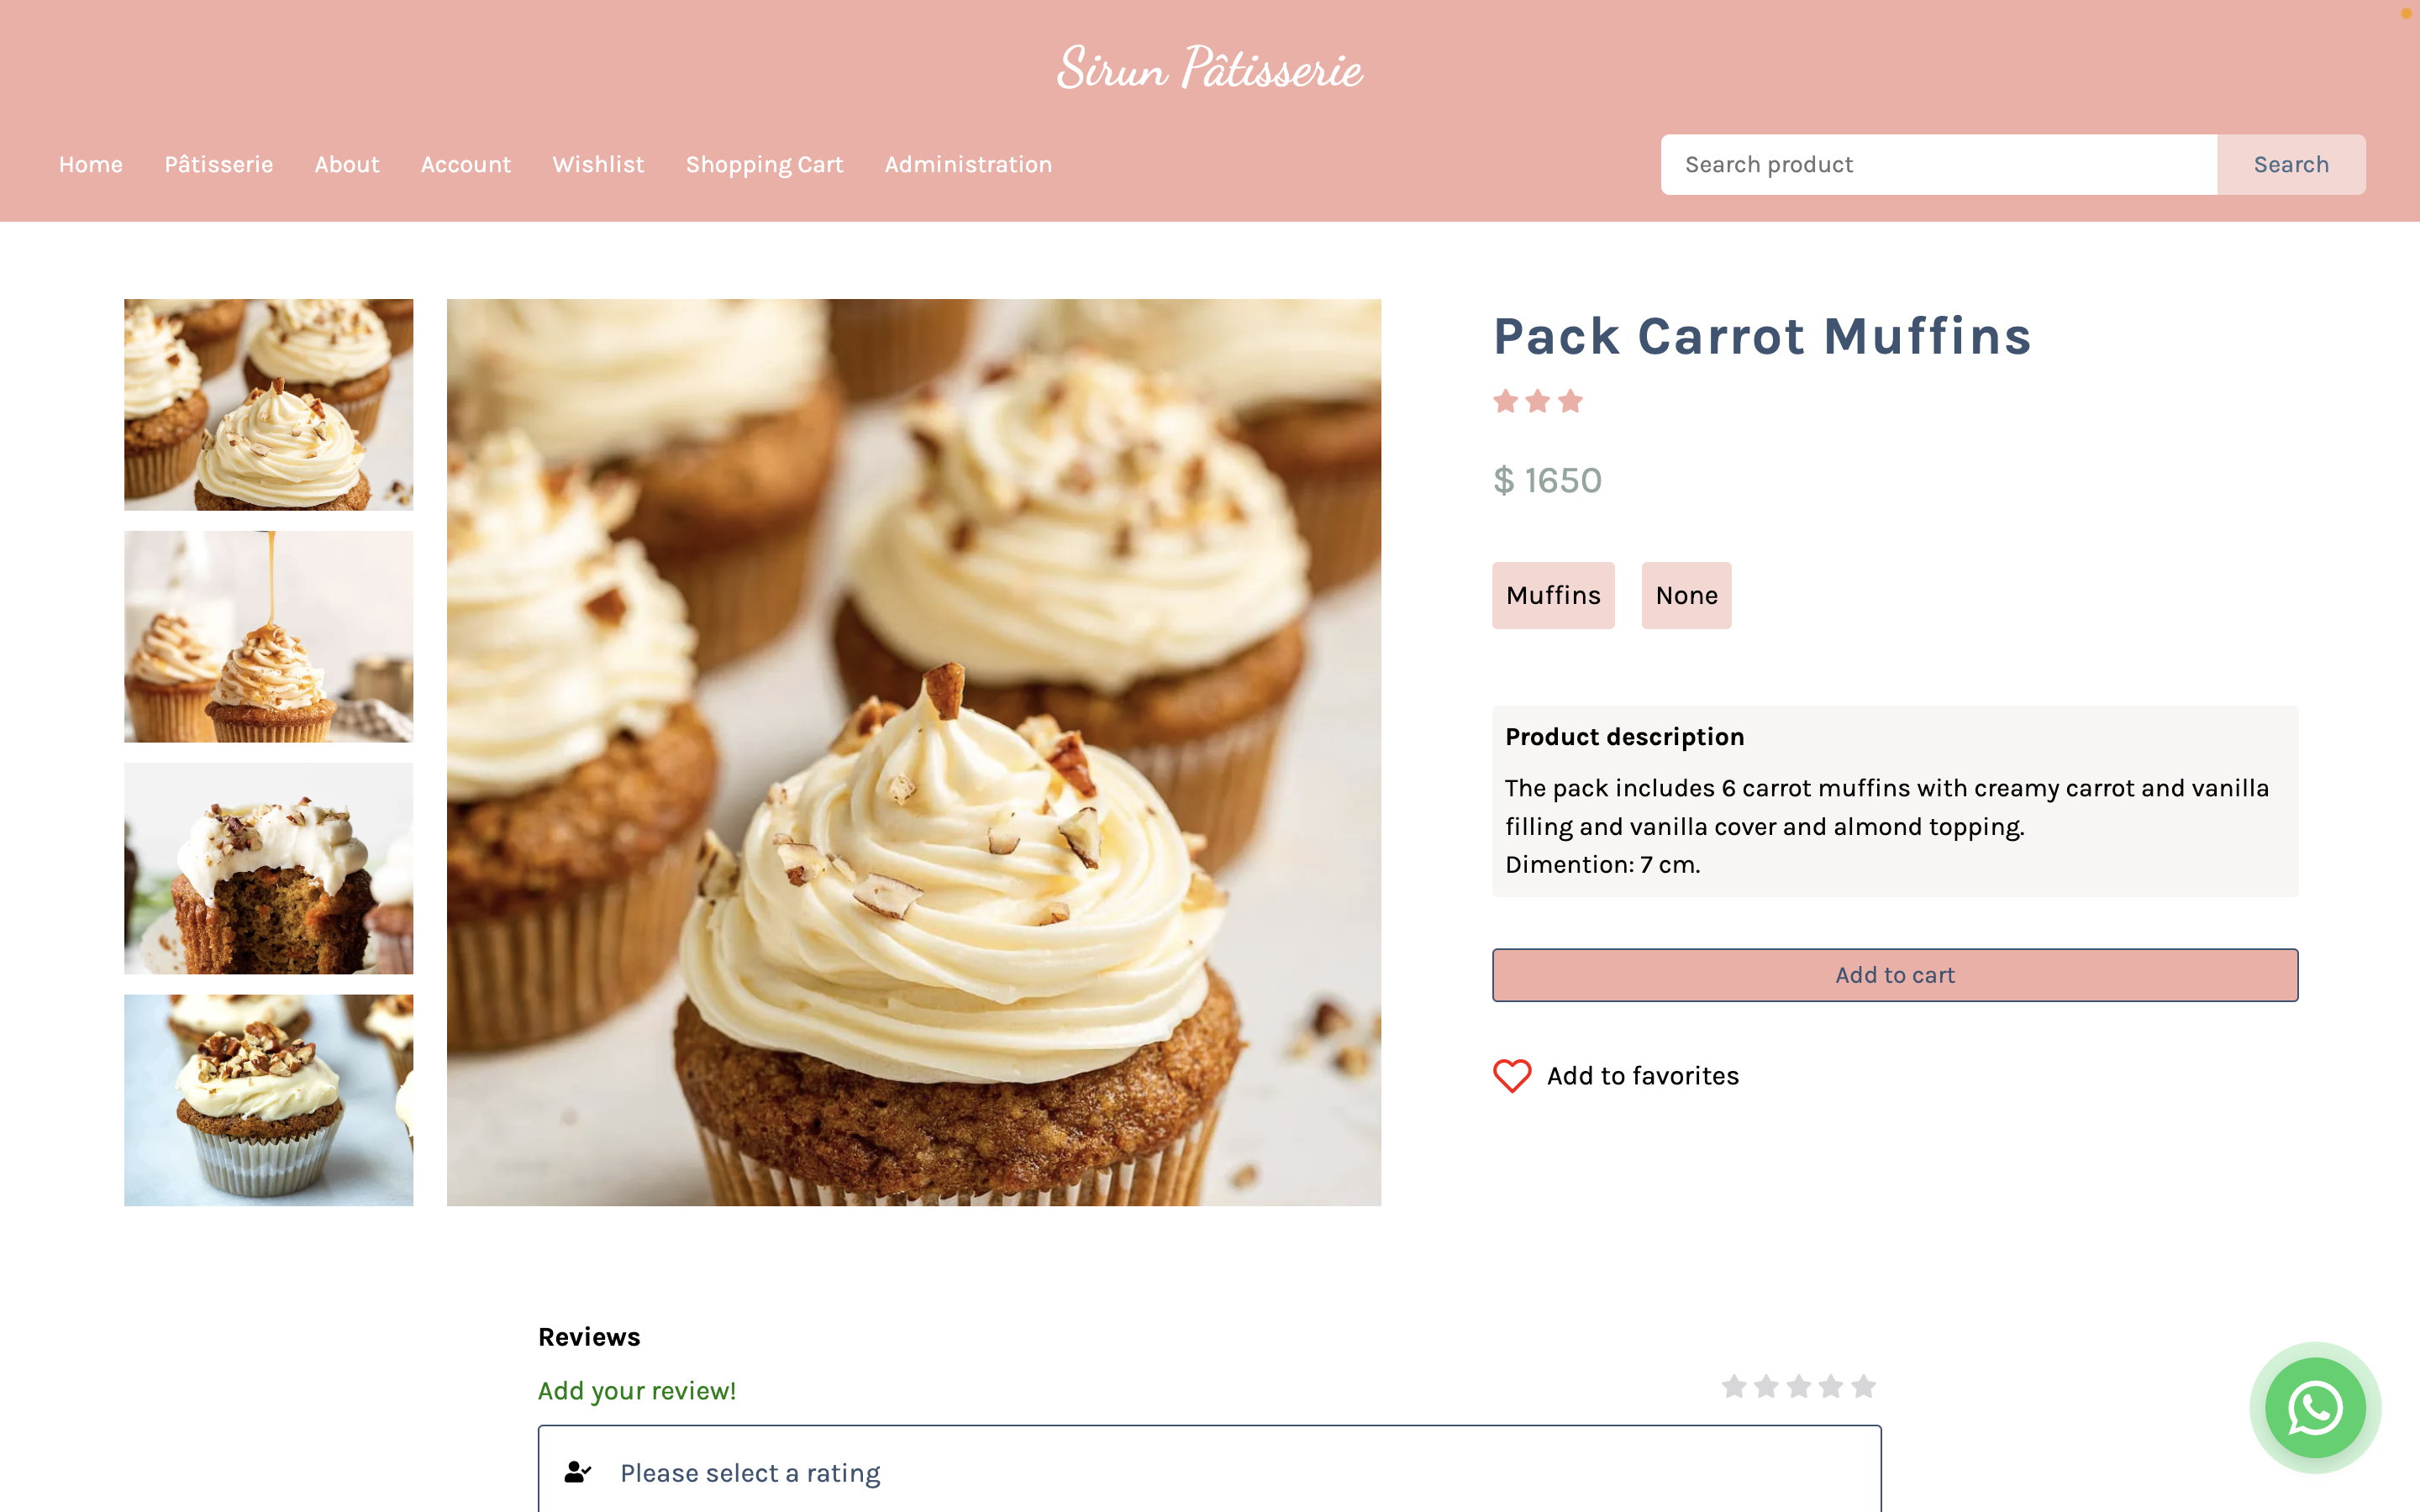 Sirun Pâtisserie
Home Pâtisserie About Account Wishlist Shopping Cart Administration
Search product Search
Pack Carrot Muffins
$ 1650
Muffins None
Product description
The pack includes 6 carrot muffins with creamy carrot and vanilla
filling and vanilla cover and almond topping.
Dimention: 7 cm.
Add to cart
Add to favorites
Reviews
Add your review!
Please select a rating